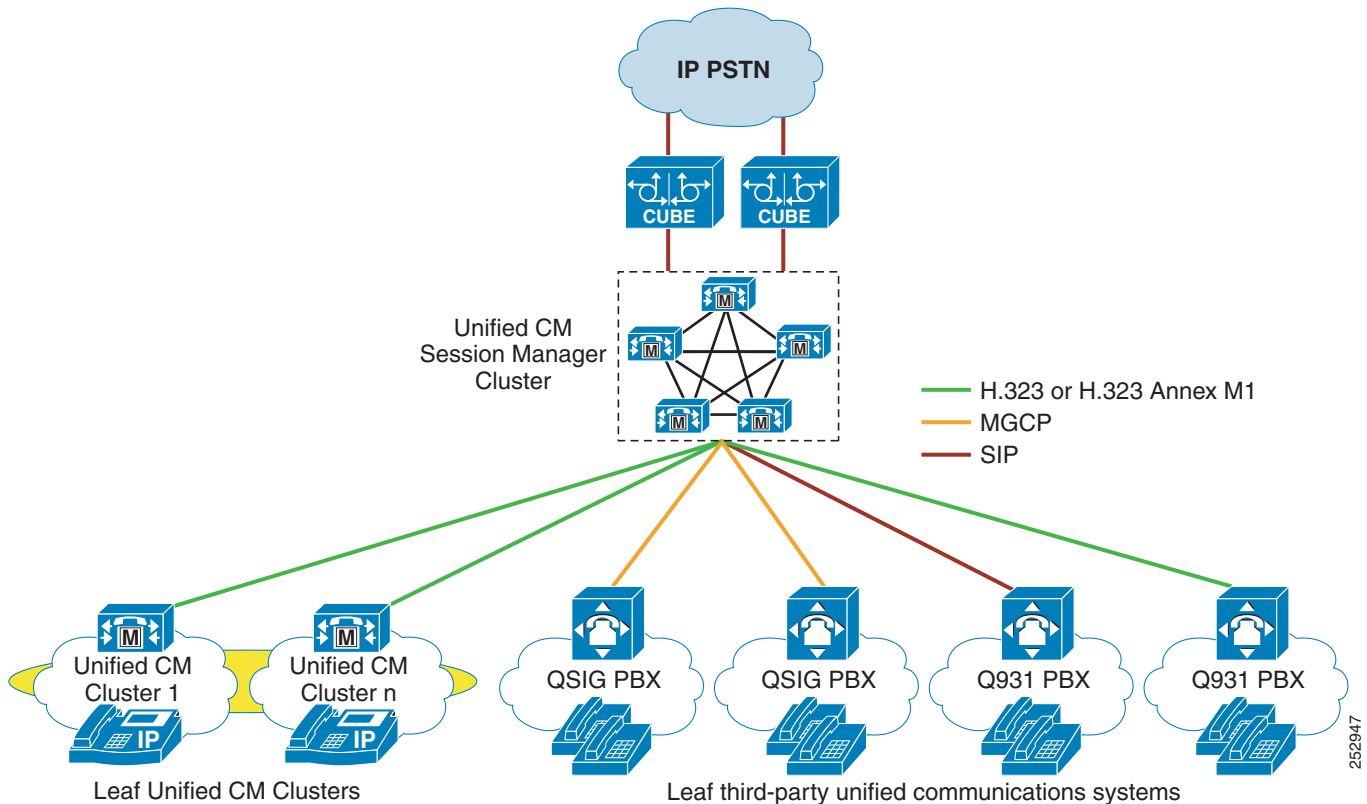 IP PSTN
CUBE
CUBE
M
Unified CM
Session Manager
Cluster
M
M
M
M
H.323 or H.323 Annex M1
MGCP
SIP
M
M
Unified CM
Cluster 1
Unified CM
Cluster n
QSIG PBX
QSIG PBX
Q931 PBX
Q931 PBX
IP
IP
Leaf Unified CM Clusters
Leaf third-party unified communications systems
252947